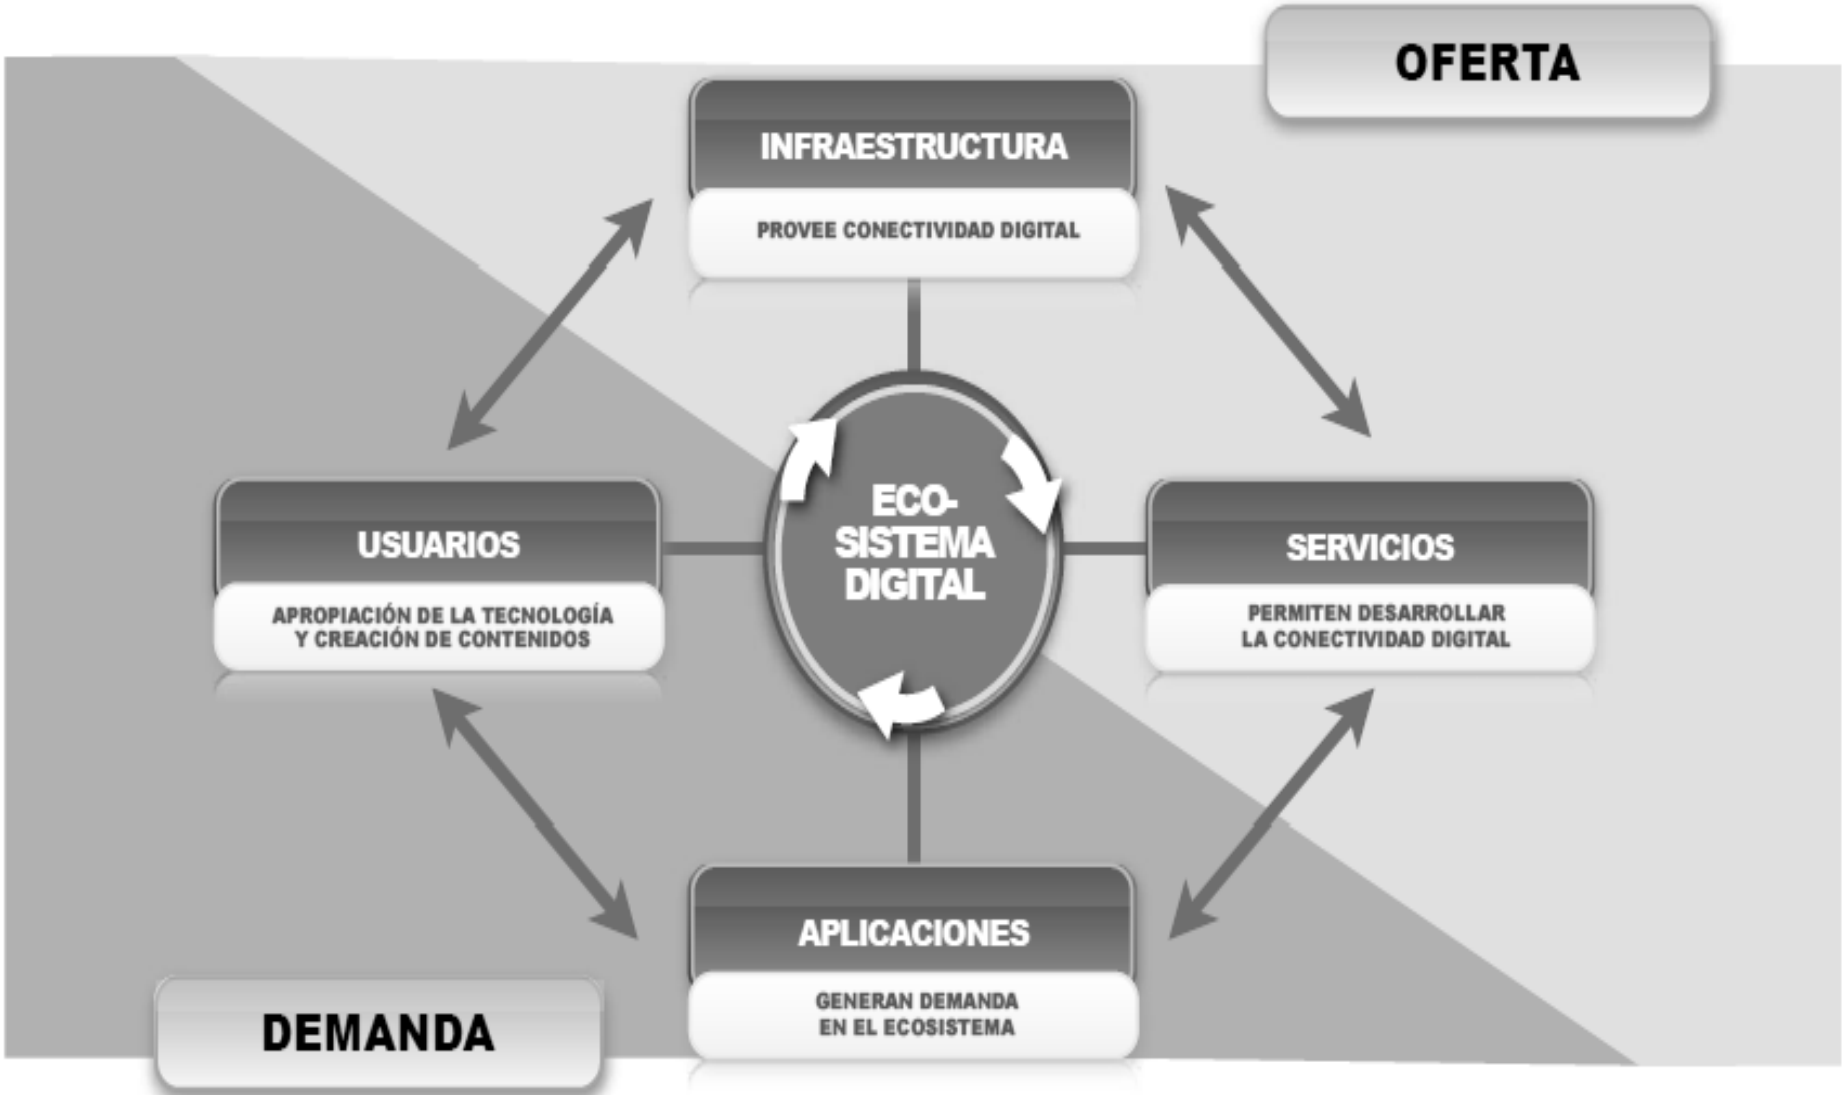 OFERTA
INFRAESTRUCTURA
PROVEE CONECTIVIDAD DIGITAL
USUARIOS
APROPIACIÓN DE LA TECNOLOGÍA
Y CREACIÓN DE CONTENIDOS
ECO-
SISTEMA
DIGITAL
SERVICIOS
PERMITEN DESARROLLAR
LA CONECTIVIDAD DIGITAL
APLICACIONES
GENERAN DEMANDA
EN EL ECOSISTEMA
DEMANDA